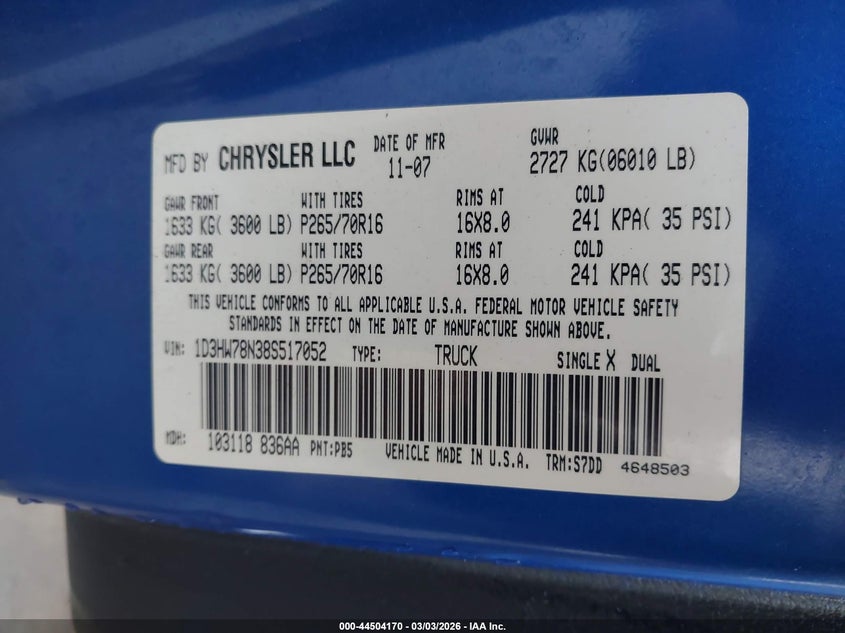 MFD BY CHRYSLER LLC DATE OF MFR 11-07 GVWR 2727 KG(06010 LB)
GAWR FRONT WITH TIRES RIMS AT COLD
1633 KG( 3600 LB) P265/70R16 16X8.0 241 KPA( 35 PSI)
GAWR REAR WITH TIRES RIMS AT COLD
1633 KG( 3600 LB) P265/70R16 16X8.0 241 KPA( 35 PSI)
THIS VEHICLE CONFORMS TO ALL APPLICABLE U.S.A. FEDERAL MOTOR VEHICLE SAFETY
STANDARDS IN EFFECT ON THE DATE OF MANUFACTURE SHOWN ABOVE.
VIN: 1D3HW78N38S517052 TYPE: TRUCK SINGLE X DUAL
MDH: 103118 836AA PNT:PB5 VEHICLE MADE IN U.S.A. TRM:S7DD 4648503
000-44504170 - 03/03/2026 - IAA Inc.